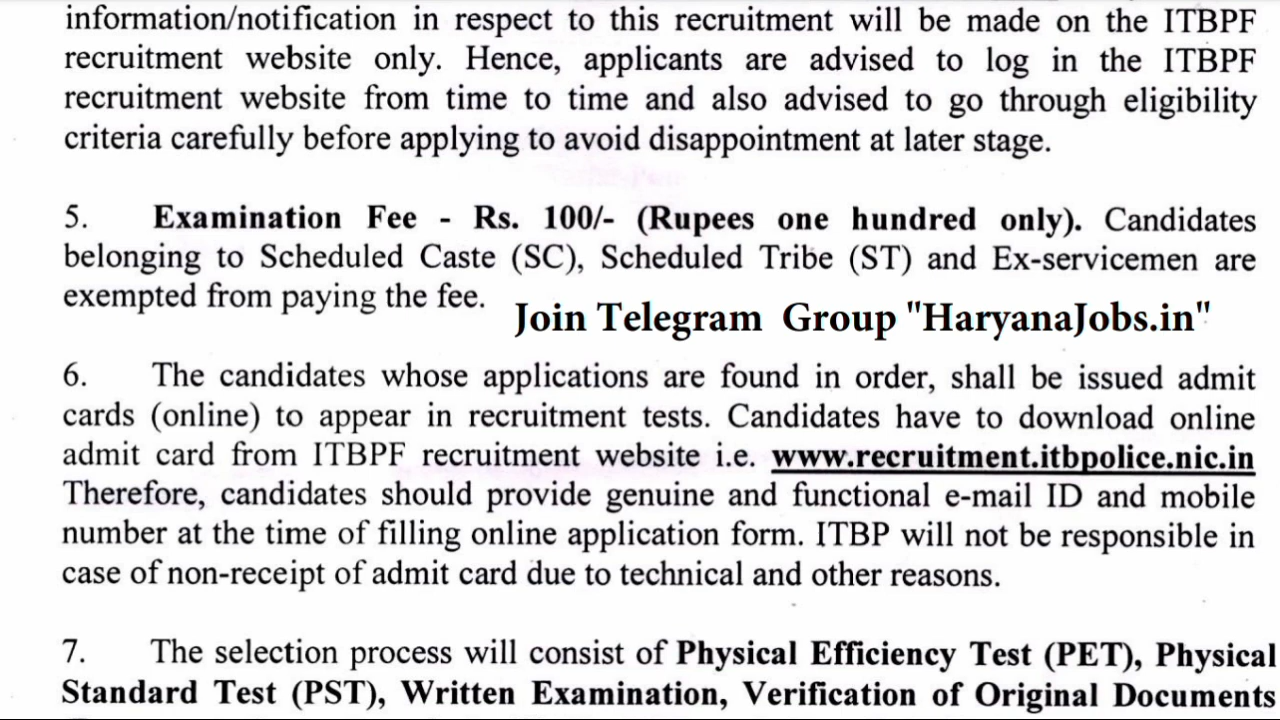 information/notification in respect to this recruitment will be made on the ITBPF
recruitment website only. Hence, applicants are advised to log in the ITBPF
recruitment website from time to time and also advised to go through eligibility
criteria carefully before applying to avoid disappointment at later stage.
5. Examination Fee - Rs. 100/- (Rupees one hundred only). Candidates
belonging to Scheduled Caste (SC), Scheduled Tribe (ST) and Ex-servicemen are
exempted from paying the fee.
Join Telegram Group "HaryanaJobs.in"
6. The candidates whose applications are found in order, shall be issued admit
cards (online) to appear in recruitment tests. Candidates have to download online
admit card from ITBPF recruitment website i.e. www.recruitment.itbpolice.nic.in
Therefore, candidates should provide genuine and functional e-mail ID and mobile
number at the time of filling online application form. ITBP will not be responsible in
case of non-receipt of admit card due to technical and other reasons.
7. The selection process will consist of Physical Efficiency Test (PET), Physical
Standard Test (PST), Written Examination, Verification of Original Documents